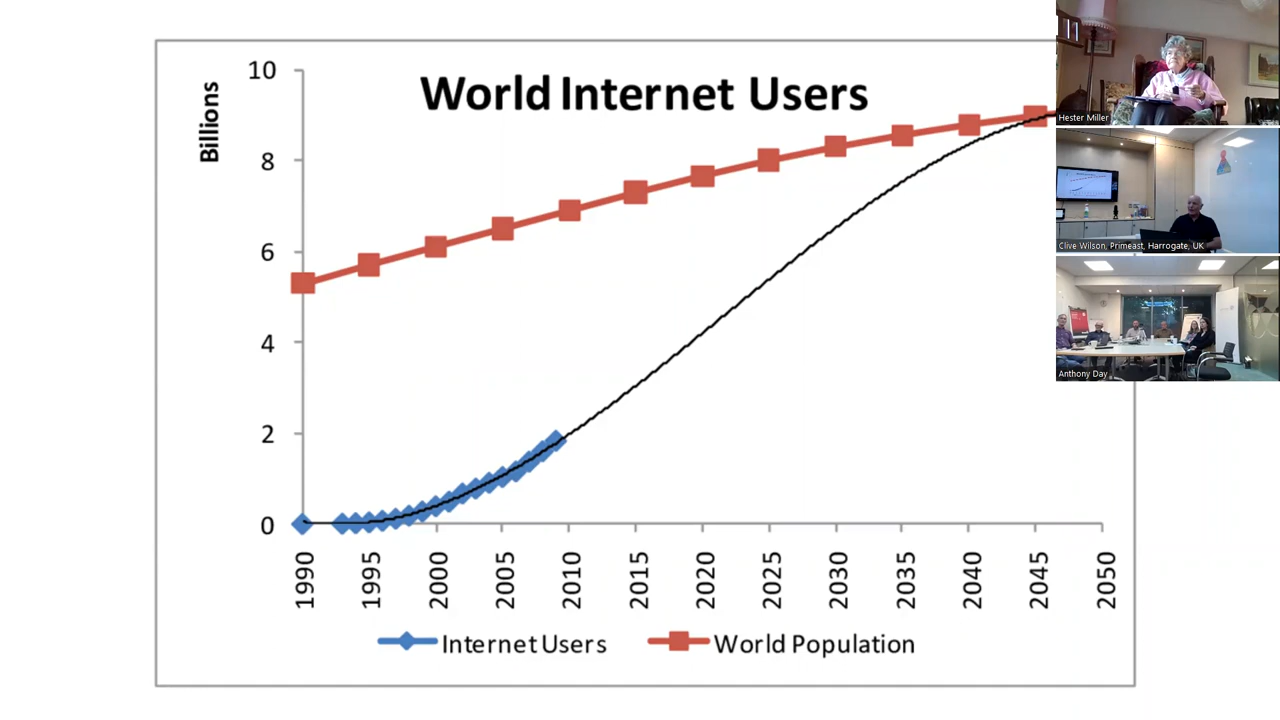 World Internet Users
Billions
10
8
6
4
2
0
1990
1995
2000
2005
2010
2015
2020
2025
2030
2035
2040
2045
2050
Internet Users
World Population
Hester Miller
Clive Wilson, Primeast, Harrogate, UK
Anthony Day